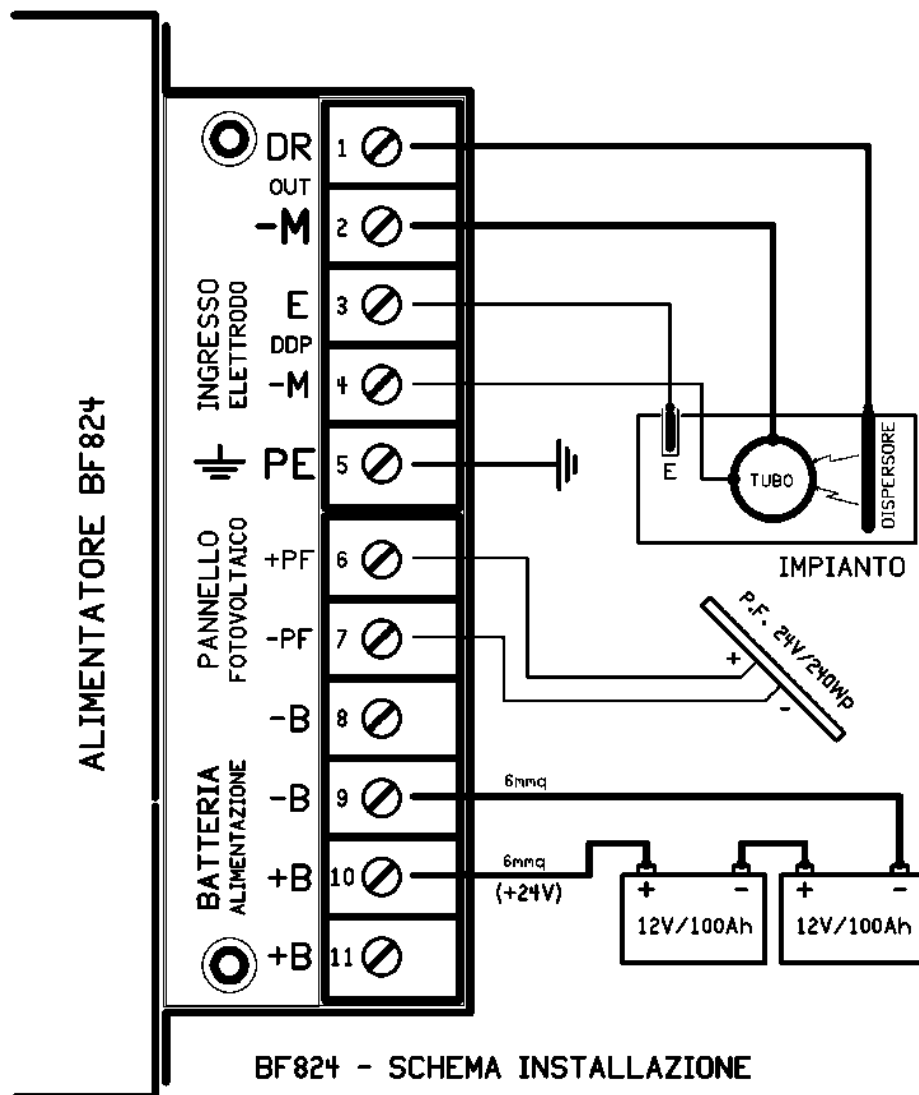 ALIMENTATORE BF824
DR
1
OUT
-M
2
INGRESSO
ELETTRODO
E
3
DDP
-M
4
PE
5
PANNELLO
FOTOVOLTAICO
+PF
6
-PF
7
-B
8
BATTERIA
ALIMENTAZIONE
-B
9
+B
10
+B
11
E
TUBO
DISPERSORE
IMPIANTO
P.F. 24V/240Wp
+
-
6mmq
6mmq
(+24V)
+ -
12V/100Ah
+ -
12V/100Ah
BF824 - SCHEMA INSTALLAZIONE